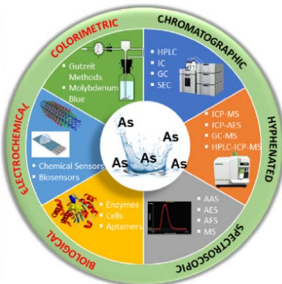 COLORIMETRIC
CHROMATOGRAPHIC
HYPHENATED
SPECTROSCOPIC
BIOLOGICAL
ELECTROCHEMICAL
• Gutzeit
Methods
• Molybdenum
Blue
• HPLC
• IC
• GC
• SEC
• ICP-MS
• ICP-AES
• GC-MS
• HPLC-ICP-MS
• AAS
• AES
• AFS
• MS
• Enzymes
• Cells
• Aptamers
• Chemical Sensors
• Biosensors
As
As
As
As
As